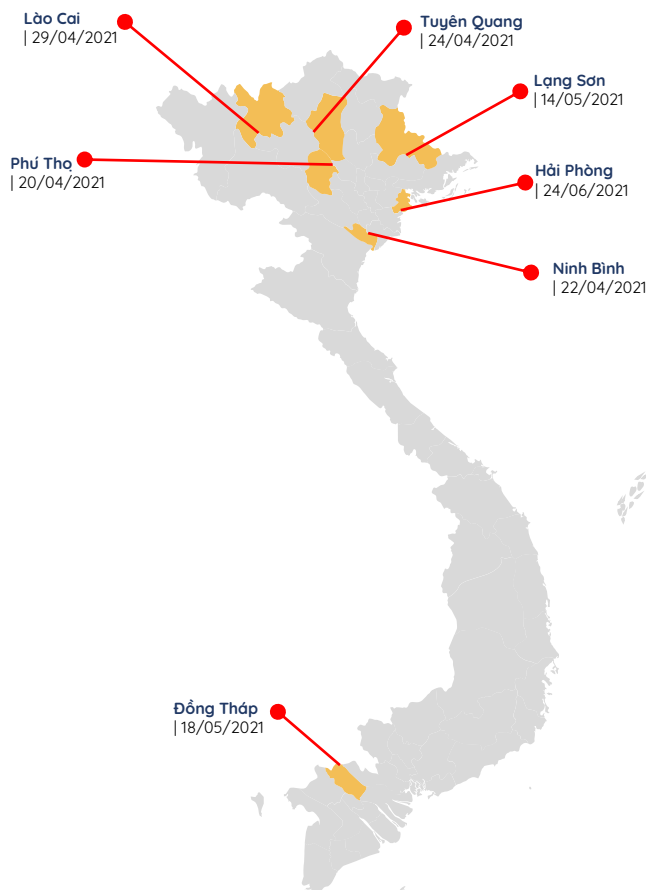 Lào Cai
| 29/04/2021
Tuyên Quang
| 24/04/2021
Lạng Sơn
| 14/05/2021
Phú Thọ
| 20/04/2021
Hải Phòng
| 24/06/2021
Ninh Bình
| 22/04/2021
Đồng Tháp
| 18/05/2021